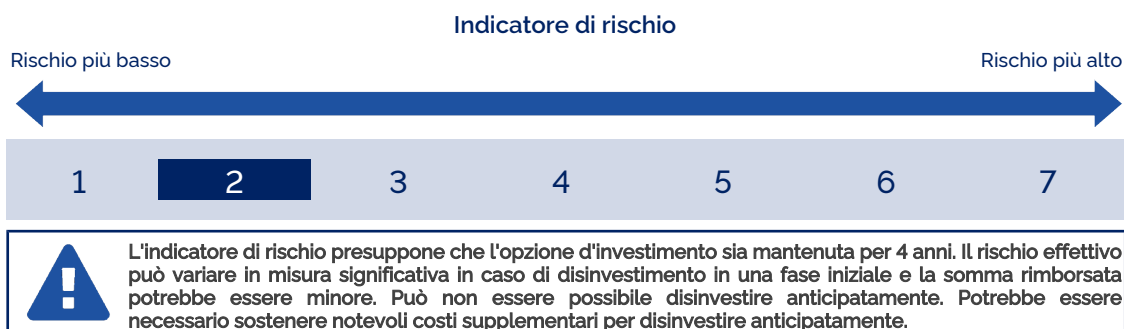 Indicatore di rischio
Rischio più basso Rischio più alto
1 2 3 4 5 6 7
L'indicatore di rischio presuppone che l'opzione d'investimento sia mantenuta per 4 anni. Il rischio effettivo
può variare in misura significativa in caso di disinvestimento in una fase iniziale e la somma rimborsata
potrebbe essere minore. Può non essere possibile disinvestire anticipatamente. Potrebbe essere
necessario sostenere notevoli costi supplementari per disinvestire anticipatamente.